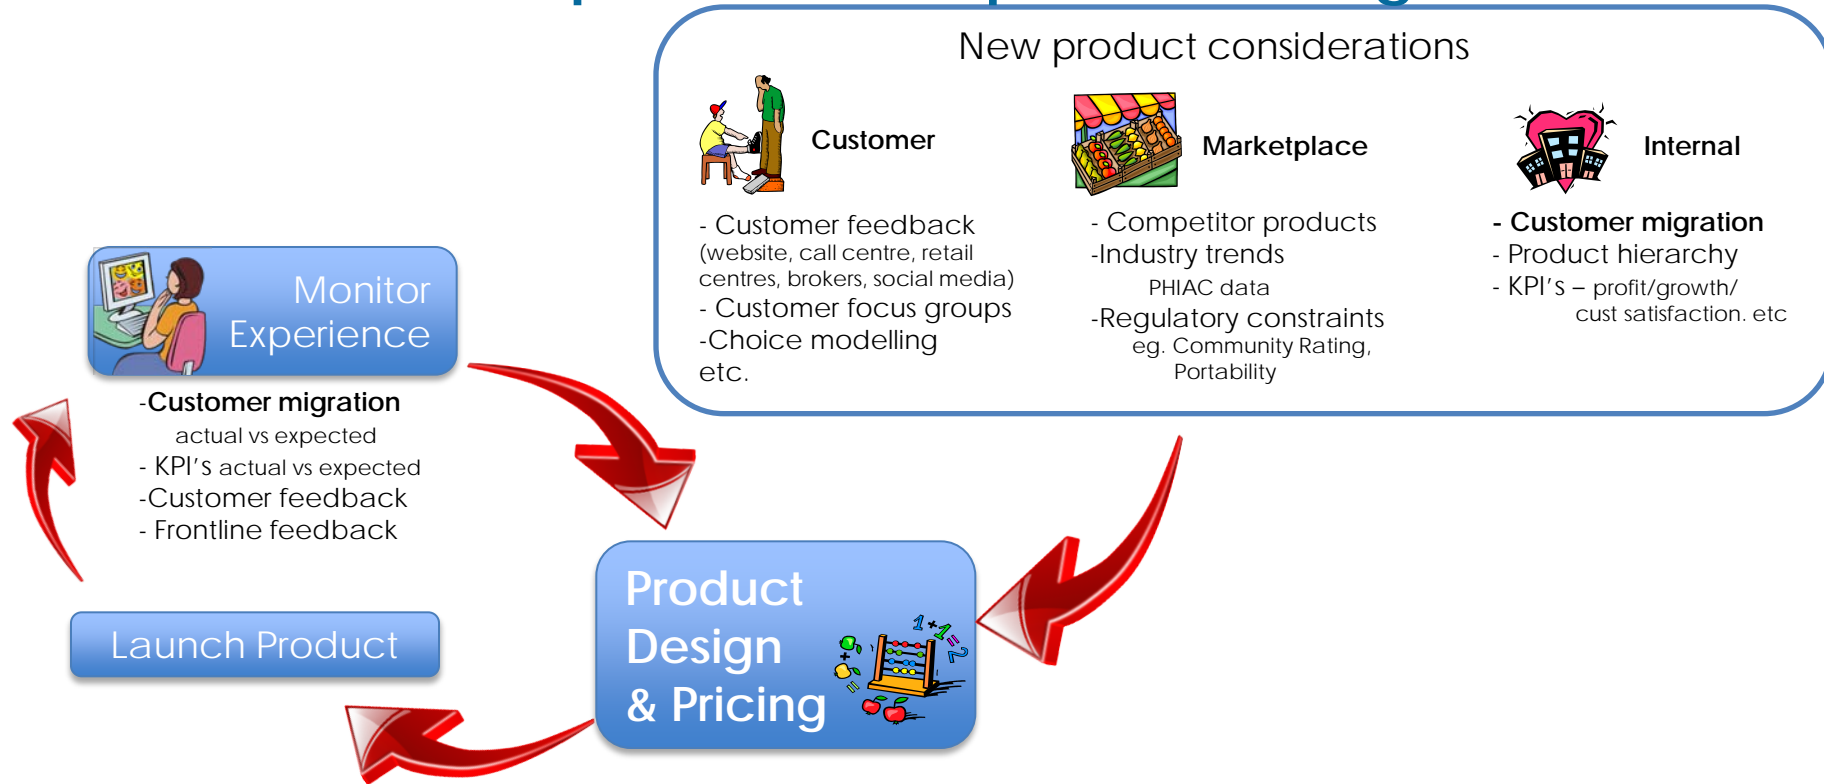 New product considerations
Customer
- Customer feedback
(website, call centre, retail
centres, brokers, social media)
- Customer focus groups
-Choice modelling
etc.
Marketplace
- Competitor products
-Industry trends
PHIAC data
-Regulatory constraints
eg. Community Rating,
Portability
Internal
- Customer migration
- Product hierarchy
- KPI's – profit/growth/
cust satisfaction. etc
Monitor
Experience
-Customer migration
actual vs expected
- KPI's actual vs expected
-Customer feedback
- Frontline feedback
Product
Design
& Pricing
1+1=2
Launch Product